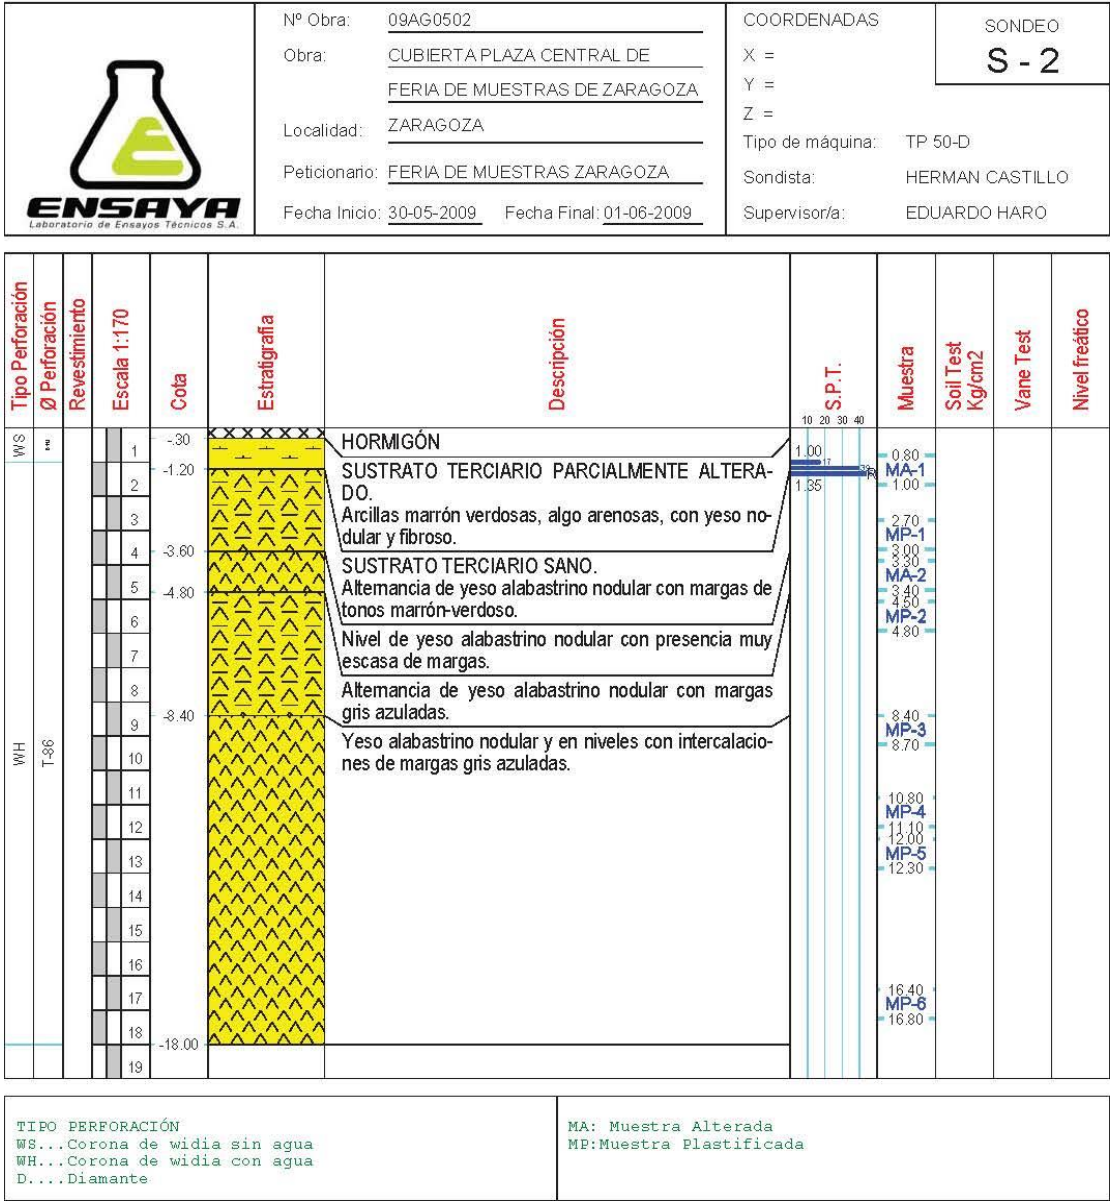 ENSAYA
Laboratorio de Ensayos Técnicos S.A.
Nº Obra: 09AG0502
Obra: CUBIERTA PLAZA CENTRAL DE
FERIA DE MUESTRAS DE ZARAGOZA
Localidad: ZARAGOZA
Peticionario: FERIA DE MUESTRAS ZARAGOZA
Fecha Inicio: 30-05-2009 Fecha Final: 01-06-2009
COORDENADAS
X =
Y =
Z =
Tipo de máquina: TP 50-D
Sondista: HERMAN CASTILLO
Supervisor/a: EDUARDO HARO
SONDEO
S - 2
Tipo Perforación
Ø Perforación
Revestimiento
Escala 1:170
Cota
Estratigrafía
Descripción
S.P.T.
10 20 30 40
Muestra
Soil Test
Kg/cm2
Vane Test
Nivel freático
WS
WH
T-86
1
2
3
4
5
6
7
8
9
10
11
12
13
14
15
16
17
18
19
-.30
-1.20
-3.60
-4.80
-8.40
-18.00
HORMIGÓN
SUSTRATO TERCIARIO PARCIALMENTE ALTERA-
DO.
Arcillas marrón verdosas, algo arenosas, con yeso no-
dular y fibroso.
SUSTRATO TERCIARIO SANO.
Alternancia de yeso alabastrino nodular con margas de
tonos marrón-verdoso.
Nivel de yeso alabastrino nodular con presencia muy
escasa de margas.
Alternancia de yeso alabastrino nodular con margas
gris azuladas.
Yeso alabastrino nodular y en niveles con intercalacio-
nes de margas gris azuladas.
1.00
17
39
R
1.35
0.80
MA-1
1.00
2.70
MP-1
3.00
3.30
MA-2
3.40
4.50
MP-2
4.80
8.40
MP-3
8.70
10.80
MP-4
11.10
12.00
MP-5
12.30
16.40
MP-6
16.80
TIPO PERFORACIÓN
WS...Corona de widia sin agua
WH...Corona de widia con agua
D....Diamante
MA: Muestra Alterada
MP:Muestra Plastificada